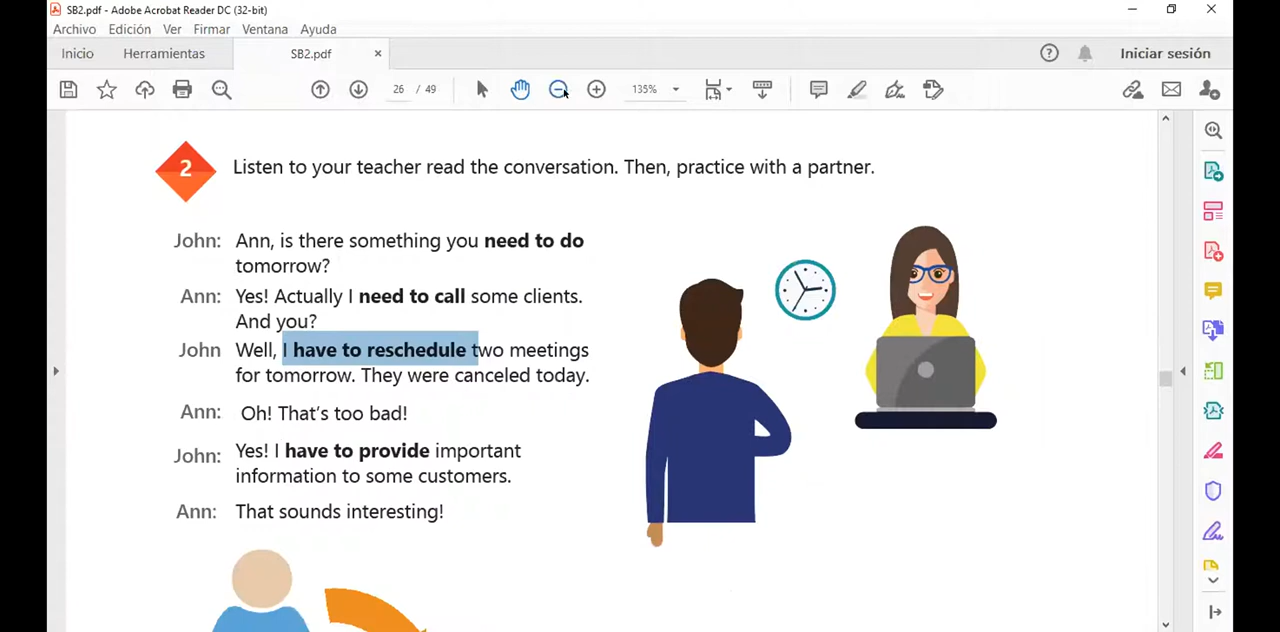 SB2.pdf - Adobe Acrobat Reader DC (32-bit)
Archivo Edición Ver Firmar Ventana Ayuda
Inicio Herramientas SB2.pdf × Iniciar sesión
26 / 49 135%
2 Listen to your teacher read the conversation. Then, practice with a partner.
John: Ann, is there something you need to do
tomorrow?
Ann: Yes! Actually I need to call some clients.
And you?
John Well, I have to reschedule two meetings
for tomorrow. They were canceled today.
Ann: Oh! That's too bad!
John: Yes! I have to provide important
information to some customers.
Ann: That sounds interesting!